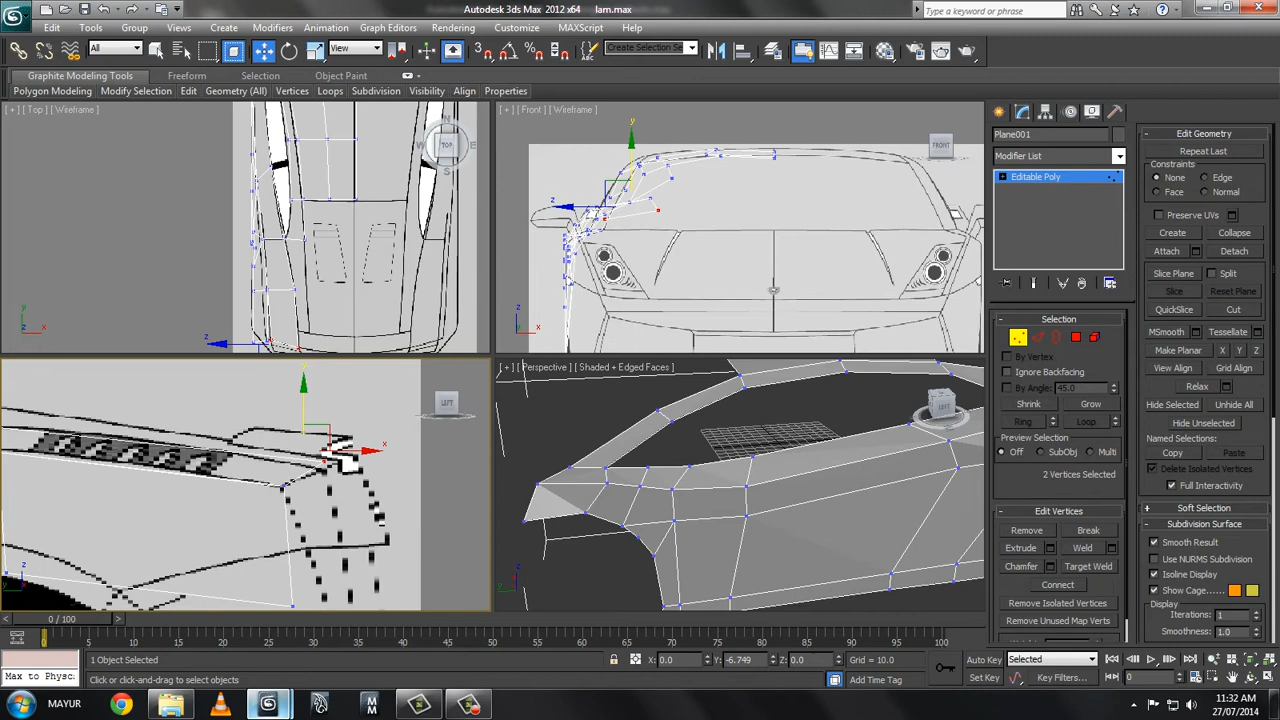 Autodesk 3ds Max 2012 x64 lam.max
Type a keyword or phrase
Edit Tools Group Views Create Modifiers Animation Graph Editors Rendering Customize MAXScript Help
All View Create Selection Se
Graphite Modeling Tools Freeform Selection Object Paint
Polygon Modeling Modify Selection Edit Geometry (All) Vertices Loops Subdivision Visibility Align Properties
[ + ] [ Top ] [ Wireframe ]
[ + ] [ Front ] [ Wireframe ]
TOP
FRONT
LEFT
[ + ] [ Perspective ] [ Shaded + Edged Faces ]
LEFT
Plane001
Modifier List
Editable Poly
Selection
By Vertex
Ignore Backfacing
By Angle: 45.0
Shrink Grow
Ring Loop
Preview Selection
Off SubObj Multi
2 Vertices Selected
Edit Vertices
Remove Break
Extrude Weld
Chamfer Target Weld
Connect
Remove Isolated Vertices
Remove Unused Map Verts
Edit Geometry
Repeat Last
Constraints
None Edge
Face Normal
Preserve UVs
Create Collapse
Attach Detach
Slice Plane Split
Slice Reset Plane
QuickSlice Cut
MSmooth Tessellate
Make Planar X Y Z
View Align Grid Align
Relax
Hide Selected Unhide All
Hide Unselected
Named Selections:
Copy Paste
Delete Isolated Vertices
Full Interactivity
Soft Selection
Subdivision Surface
Smooth Result
Use NURMS Subdivision
Isoline Display
Show Cage......
Display
Iterations: 1
Smoothness: 1.0
0 / 100
0 5 10 15 20 25 30 35 40 45 50 55 60 65 70 75 80 85 90 95 100
1 Object Selected
X: 0.0 Y: -6.749 Z: 0.0 Grid = 10.0
Auto Key Selected
Max to Physc
Click or click-and-drag to select objects
Add Time Tag
Set Key Key Filters... 0
MAYUR
11:32 AM
27/07/2014